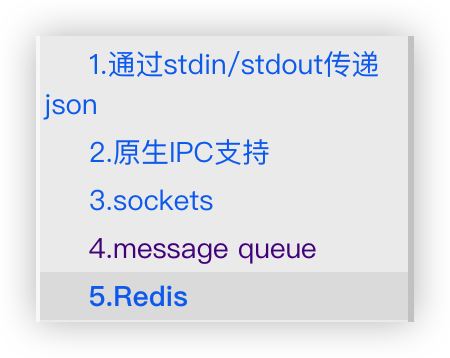 1.通过stdin/stdout传递
json
2.原生IPC支持
3.sockets
4.message queue
5.Redis